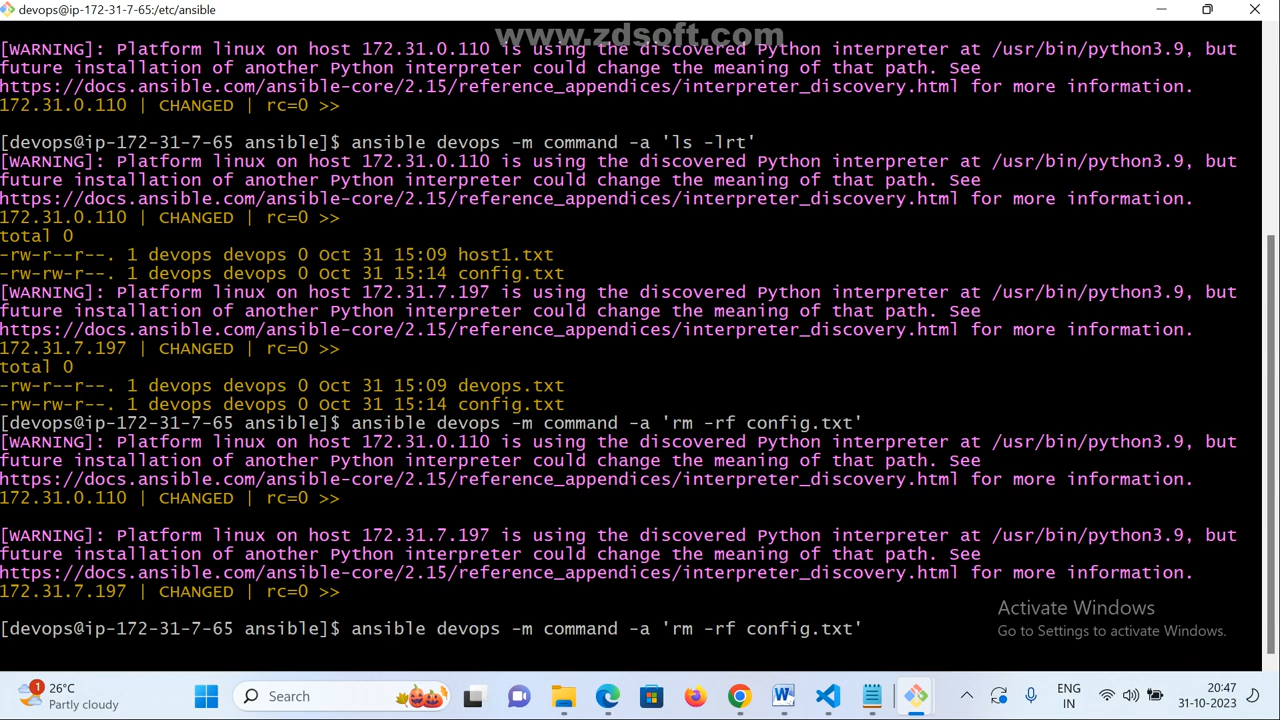 devops@ip-172-31-7-65:/etc/ansible
www.zdsoft.com
[WARNING]: Platform linux on host 172.31.0.110 is using the discovered Python interpreter at /usr/bin/python3.9, but
future installation of another Python interpreter could change the meaning of that path. See
https://docs.ansible.com/ansible-core/2.15/reference_appendices/interpreter_discovery.html for more information.
172.31.0.110 | CHANGED | rc=0 >>
[devops@ip-172-31-7-65 ansible]$ ansible devops -m command -a 'ls -lrt'
[WARNING]: Platform linux on host 172.31.0.110 is using the discovered Python interpreter at /usr/bin/python3.9, but
future installation of another Python interpreter could change the meaning of that path. See
https://docs.ansible.com/ansible-core/2.15/reference_appendices/interpreter_discovery.html for more information.
172.31.0.110 | CHANGED | rc=0 >>
total 0
-rw-r--r--. 1 devops devops 0 Oct 31 15:09 host1.txt
-rw-rw-r--. 1 devops devops 0 Oct 31 15:14 config.txt
[WARNING]: Platform linux on host 172.31.7.197 is using the discovered Python interpreter at /usr/bin/python3.9, but
future installation of another Python interpreter could change the meaning of that path. See
https://docs.ansible.com/ansible-core/2.15/reference_appendices/interpreter_discovery.html for more information.
172.31.7.197 | CHANGED | rc=0 >>
total 0
-rw-r--r--. 1 devops devops 0 Oct 31 15:09 devops.txt
-rw-rw-r--. 1 devops devops 0 Oct 31 15:14 config.txt
[devops@ip-172-31-7-65 ansible]$ ansible devops -m command -a 'rm -rf config.txt'
[WARNING]: Platform linux on host 172.31.0.110 is using the discovered Python interpreter at /usr/bin/python3.9, but
future installation of another Python interpreter could change the meaning of that path. See
https://docs.ansible.com/ansible-core/2.15/reference_appendices/interpreter_discovery.html for more information.
172.31.0.110 | CHANGED | rc=0 >>
[WARNING]: Platform linux on host 172.31.7.197 is using the discovered Python interpreter at /usr/bin/python3.9, but
future installation of another Python interpreter could change the meaning of that path. See
https://docs.ansible.com/ansible-core/2.15/reference_appendices/interpreter_discovery.html for more information.
172.31.7.197 | CHANGED | rc=0 >>
[devops@ip-172-31-7-65 ansible]$ ansible devops -m command -a 'rm -rf config.txt'
Activate Windows
Go to Settings to activate Windows.
1
26°C
Partly cloudy
Search
ENG
IN
20:47
31-10-2023